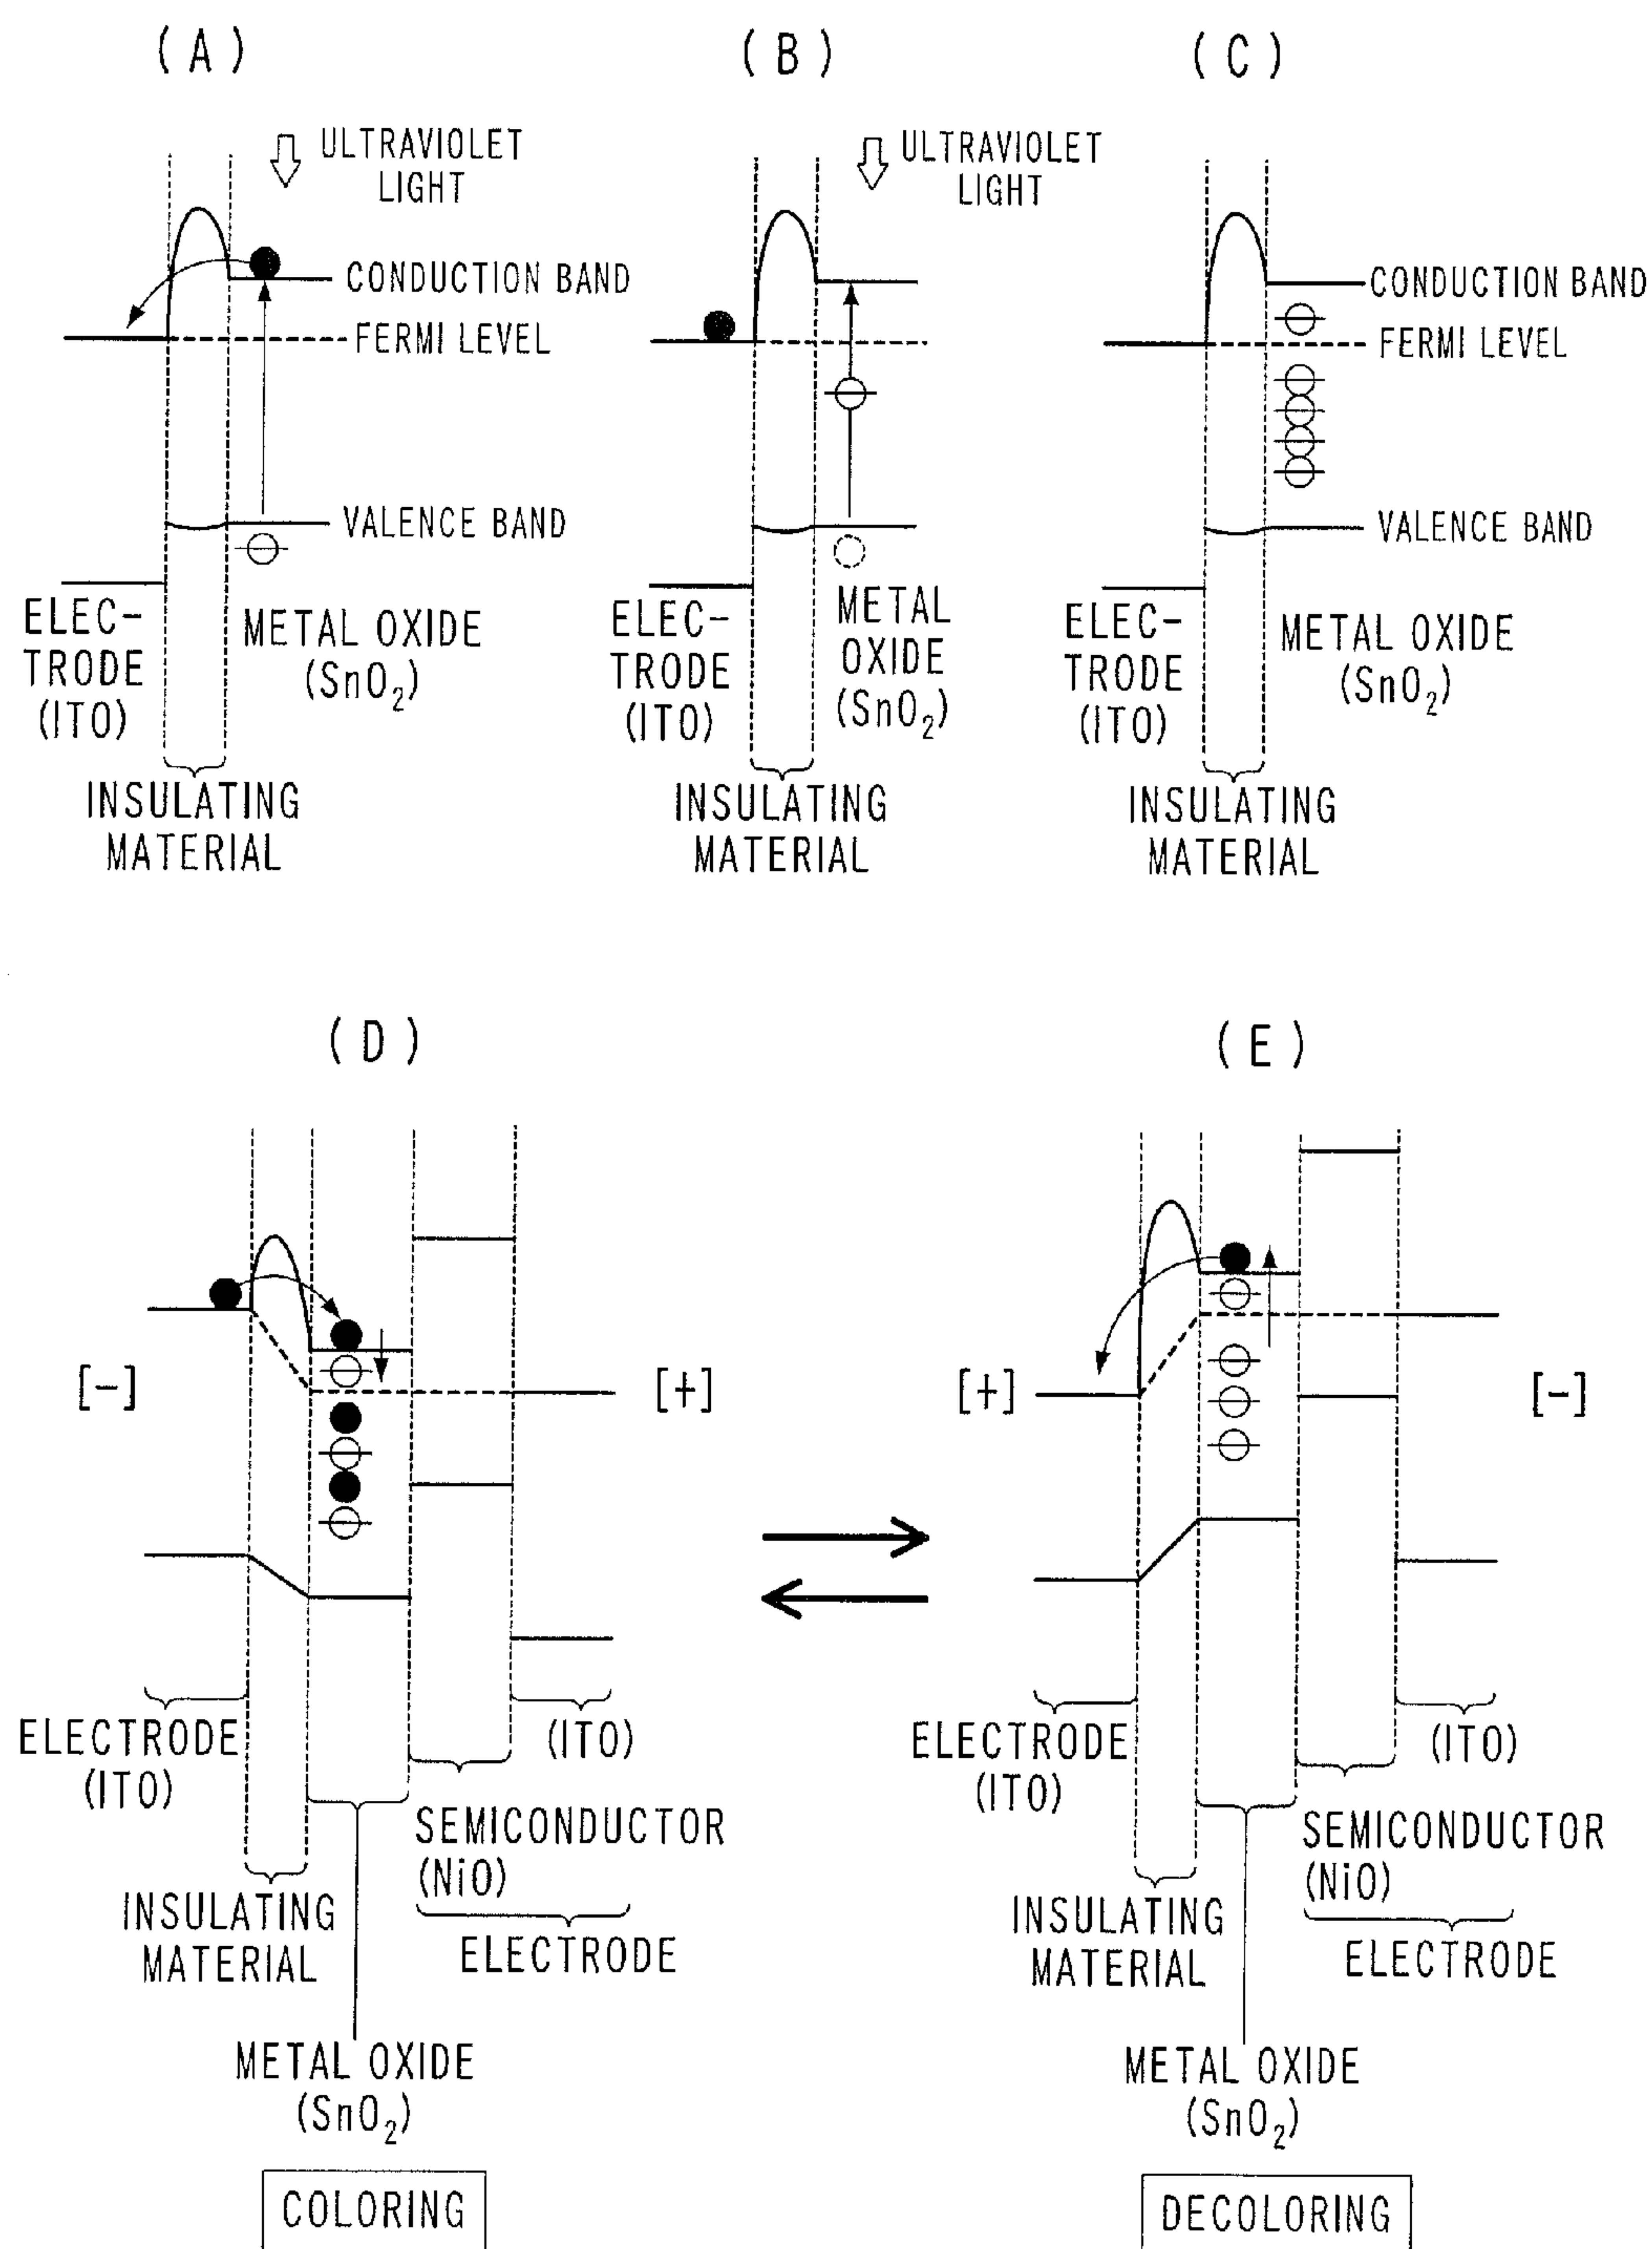 (A)
ULTRAVIOLET
LIGHT
CONDUCTION BAND
FERMI LEVEL
VALENCE BAND
ELEC-
TRODE
(ITO)
METAL OXIDE
(SnO₂)
INSULATING
MATERIAL
(B)
ULTRAVIOLET
LIGHT
ELEC-
TRODE
(ITO)
METAL
OXIDE
(SnO₂)
INSULATING
MATERIAL
(C)
CONDUCTION BAND
FERMI LEVEL
VALENCE BAND
ELEC-
TRODE
(ITO)
METAL OXIDE
(SnO₂)
INSULATING
MATERIAL
(D)
[-]
[+]
ELECTRODE
(ITO)
(ITO)
SEMICONDUCTOR
(NiO)
ELECTRODE
INSULATING
MATERIAL
METAL OXIDE
(SnO₂)
COLORING
(E)
[+]
[-]
ELECTRODE
(ITO)
(ITO)
SEMICONDUCTOR
(NiO)
ELECTRODE
INSULATING
MATERIAL
METAL OXIDE
(SnO₂)
DECOLORING